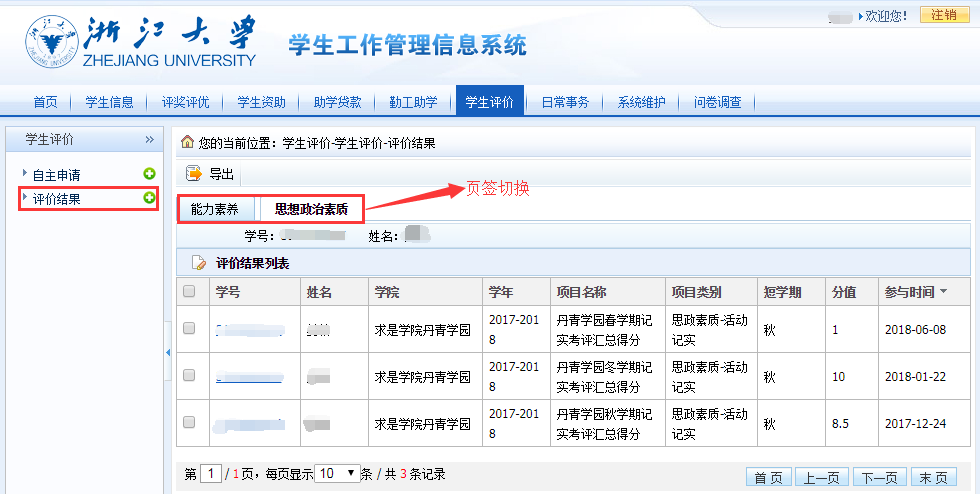 浙江大学
ZHEJIANG UNIVERSITY
学生工作管理信息系统
欢迎您!
注销
首页 学生信息 评奖评优 学生资助 助学贷款 勤工助学 学生评价 日常事务 系统维护 问卷调查
学生评价 »
自主申请
评价结果
您的当前位置：学生评价-学生评价-评价结果
导出
能力素养 思想政治素质
页签切换
学号： 姓名：
评价结果列表
学号 姓名 学院 学年 项目名称 项目类别 短学期 分值 参与时间
求是学院丹青学园 2017-201
8 丹青学园春学期记
实考评汇总得分 思政素质-活动
记实 秋 1 2018-06-08
求是学院丹青学园 2017-201
8 丹青学园冬学期记
实考评汇总得分 思政素质-活动
记实 秋 10 2018-01-22
求是学院丹青学园 2017-201
8 丹青学园秋学期记
实考评汇总得分 思政素质-活动
记实 秋 8.5 2017-12-24
第 1 / 1 页，每页显示 10 条 / 共 3 条记录
首 页 上一页 下一页 末 页